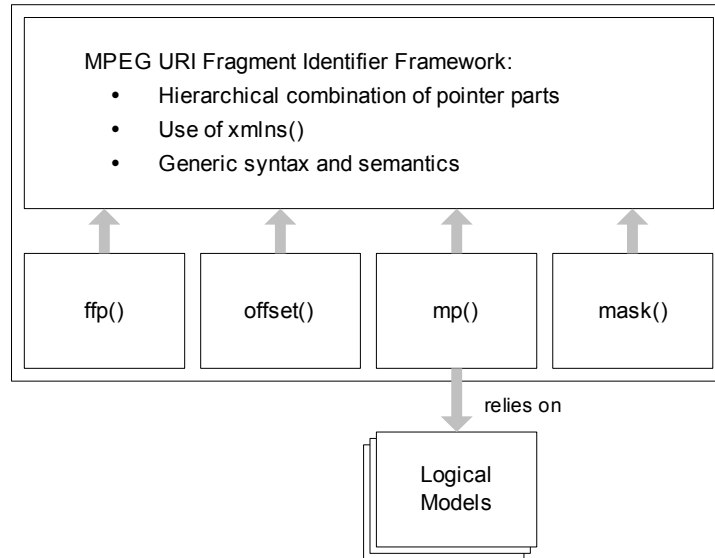 MPEG URI Fragment Identifier Framework:
• Hierarchical combination of pointer parts
• Use of xmlns()
• Generic syntax and semantics
ffp()
offset()
mp()
mask()
relies on
Logical
Models